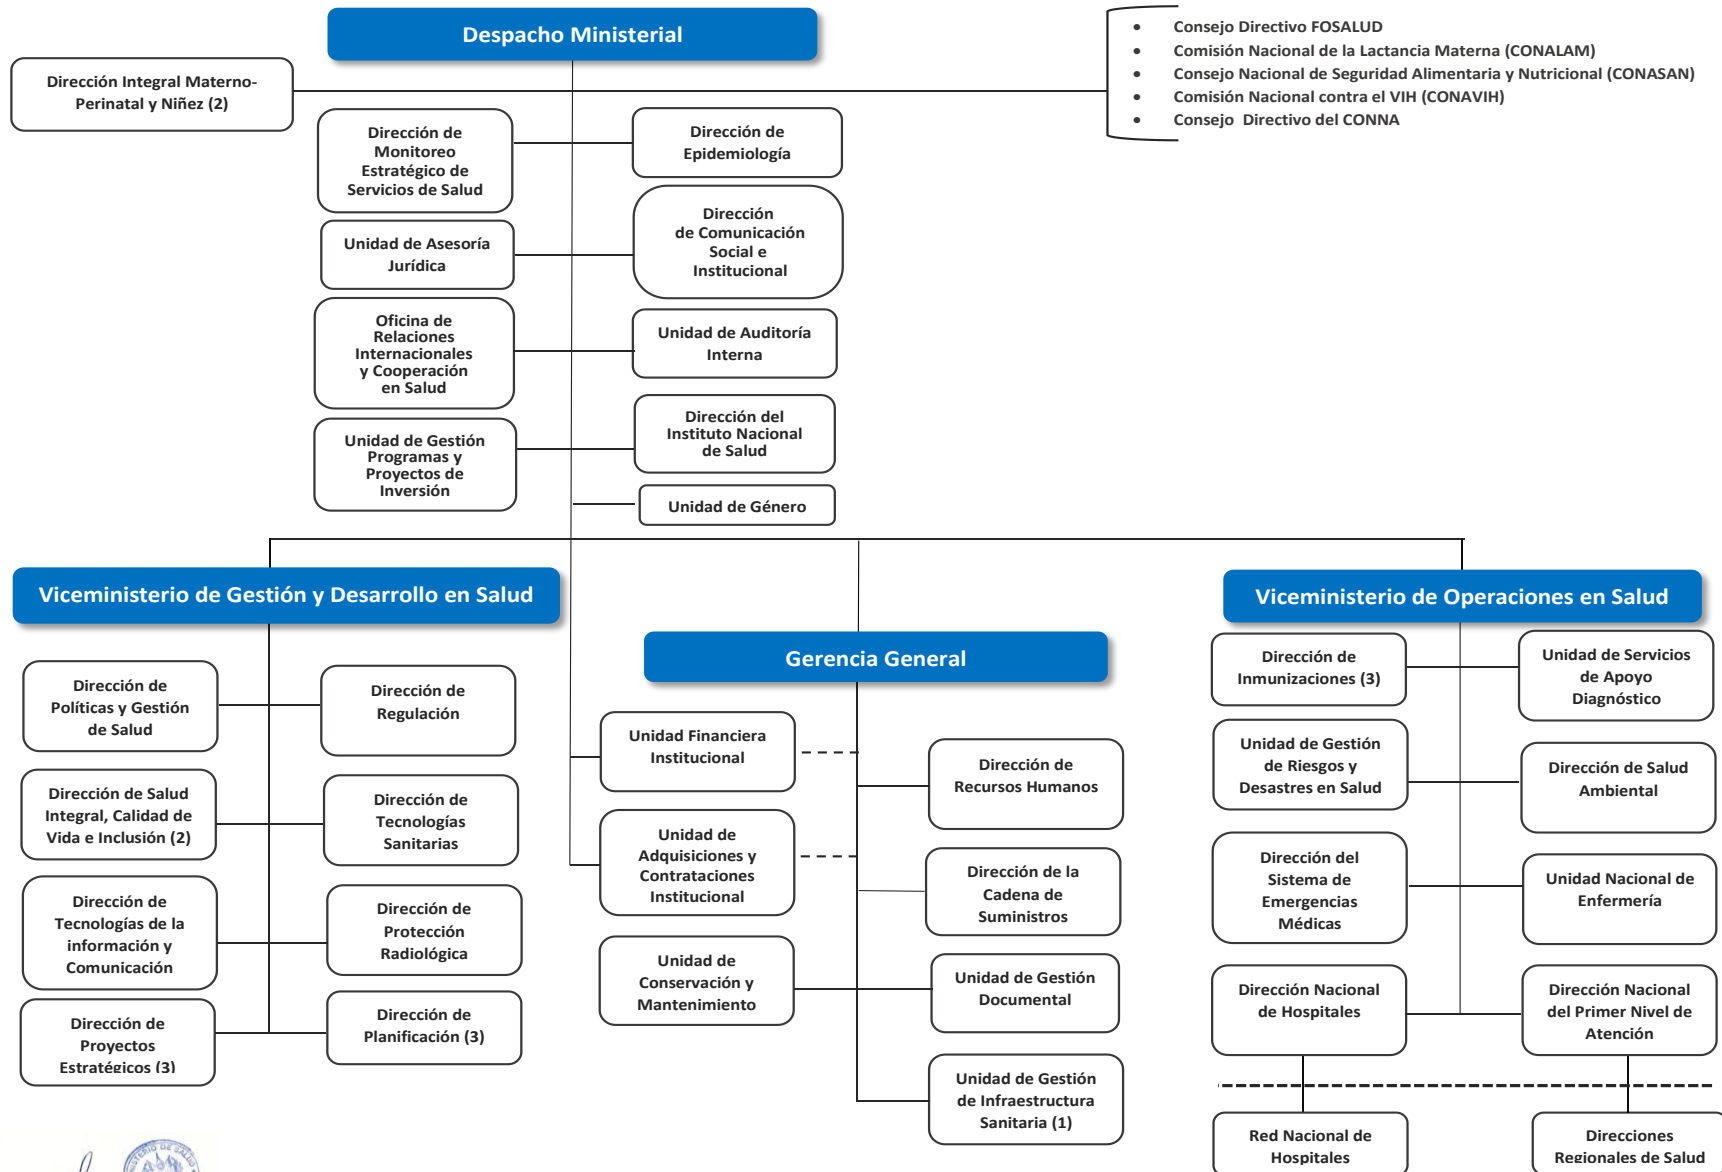 Despacho Ministerial
• Consejo Directivo FOSALUD
• Comisión Nacional de la Lactancia Materna (CONALAM)
• Consejo Nacional de Seguridad Alimentaria y Nutricional (CONASAN)
• Comisión Nacional contra el VIH (CONAVIH)
• Consejo Directivo del CONNA
Dirección Integral Materno-
Perinatal y Niñez (2)
Dirección de
Monitoreo
Estratégico de
Servicios de Salud
Dirección de
Epidemiología
Unidad de Asesoría
Jurídica
Dirección
de Comunicación
Social e
Institucional
Oficina de
Relaciones
Internacionales
y Cooperación
en Salud
Unidad de Auditoría
Interna
Unidad de Gestión
Programas y
Proyectos de
Inversión
Dirección del
Instituto Nacional
de Salud
Unidad de Género
Viceministerio de Gestión y Desarrollo en Salud
Dirección de
Políticas y Gestión
de Salud
Dirección de
Regulación
Dirección de Salud
Integral, Calidad de
Vida e Inclusión (2)
Dirección de
Tecnologías
Sanitarias
Dirección de
Tecnologías de la
información y
Comunicación
Dirección de
Protección
Radiológica
Dirección de
Proyectos
Estratégicos (3)
Dirección de
Planificación (3)
Gerencia General
Unidad Financiera
Institucional
Dirección de
Recursos Humanos
Unidad de
Adquisiciones y
Contrataciones
Institucional
Dirección de la
Cadena de
Suministros
Unidad de
Conservación y
Mantenimiento
Unidad de Gestión
Documental
Unidad de Gestión
de Infraestructura
Sanitaria (1)
Viceministerio de Operaciones en Salud
Dirección de
Inmunizaciones (3)
Unidad de Servicios
de Apoyo
Diagnóstico
Unidad de Gestión
de Riesgos y
Desastres en Salud
Dirección de Salud
Ambiental
Dirección del
Sistema de
Emergencias
Médicas
Unidad Nacional de
Enfermería
Dirección Nacional
de Hospitales
Dirección Nacional
del Primer Nivel de
Atención
Red Nacional de
Hospitales
Direcciones
Regionales de Salud